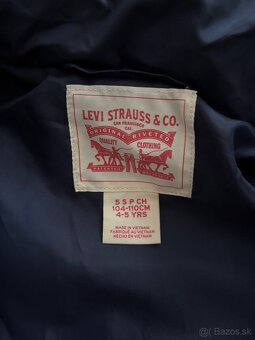 LEVI STRAUSS & CO.
SAN FRANCISCO
CAL.
ORIGINAL RIVETED
QUALITY CLOTHING
5 S P CH
104-110CM
4-5 YRS
MADE IN VIETNAM
FABRIQUÉ AU VIETNAM
HECHO EN VIETNAM
Bazos.sk